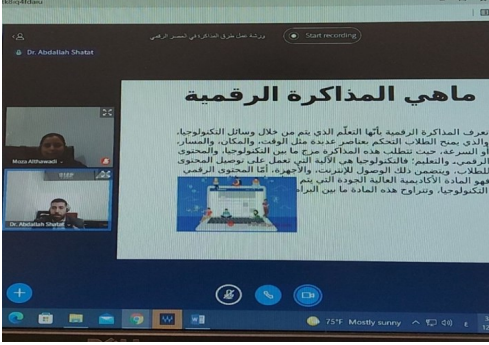 ورشة عمل طرق المذاكرة في العصر الرقمي
Start recording
Dr. Abdallah Shatat
ماهي المذاكرة الرقمية
تعرف المذاكرة الرقمية بأنّها التعلّم الذي يتم من خلال وسائل التكنولوجيا،
والذي يمنح الطلاب التحكم بعناصر عديدة مثل الوقت، والمكان، والمسار،
أو السرعة، حيث تتطلب هذه المذاكرة مزج ما بين التكنولوجيا، والمحتوى
الرقمي، والتعليم؛ فالتكنولوجيا هي الآلية التي تعمل على توصيل المحتوى
للطلاب، ويتضمن ذلك الوصول للإنترنت، والأجهزة، أمّا المحتوى الرقمي
فهو المادة الأكاديمية العالية الجودة التي يتم
التكنولوجيا، وتتراوح هذه المادة ما بين البرا
Moza Althawadi
Dr. Abdallah Shatat
75°F Mostly sunny